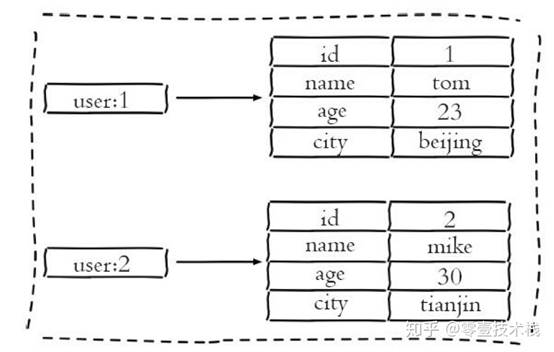 user:1
id 1
name tom
age 23
city beijing
user:2
id 2
name mike
age 30
city tianjin
知乎 @零壹技术栈